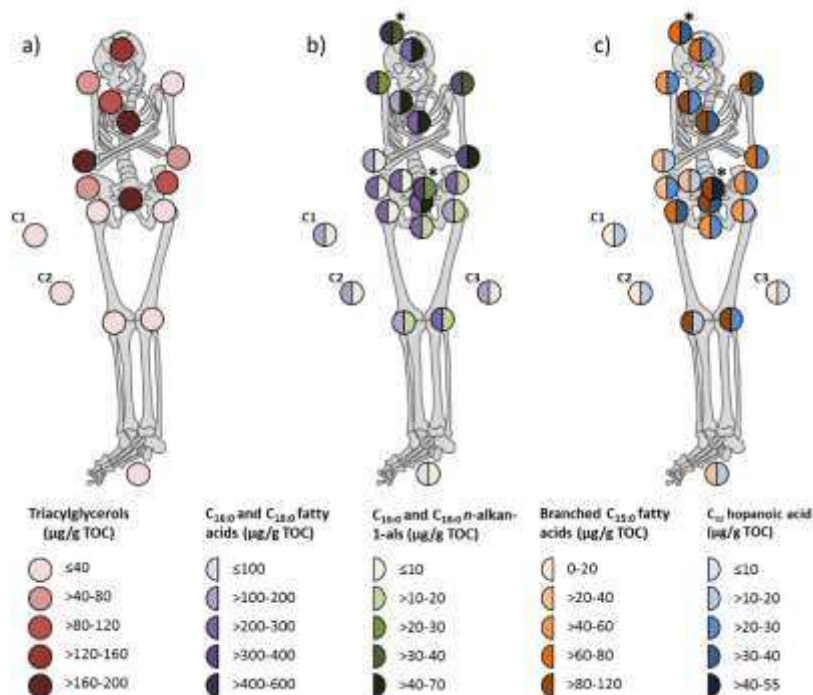 a)
b)
c)
*
*
*
*
C1
C2
C1
C2
C3
C1
C2
C3
Triacylglycerols
(µg/g TOC)
≤40
>40-80
>80-120
>120-160
>160-200
C16:0 and C18:0 fatty
acids (µg/g TOC)
≤100
>100-200
>200-300
>300-400
>400-600
C16:0 and C18:0 n-alkan-
1-als (µg/g TOC)
≤10
>10-20
>20-30
>30-40
>40-70
Branched C15:0 fatty
acids (µg/g TOC)
0-20
>20-40
>40-60
>60-80
>80-120
hopanoic acid
(µg/g TOC)
≤10
>10-20
>20-30
>30-40
>40-55